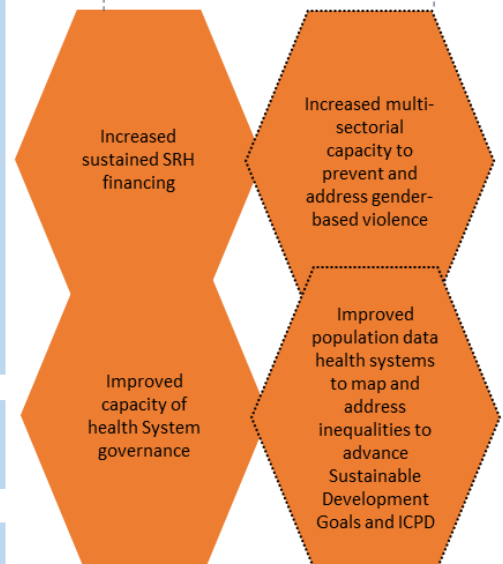 Increased
sustained SRH
financing
Increased multi-
sectorial
capacity to
prevent and
address gender-
based violence
Improved
capacity of
health System
governance
Improved
population data
health systems
to map and
address
inequalities to
advance
Sustainable
Development
Goals and ICPD